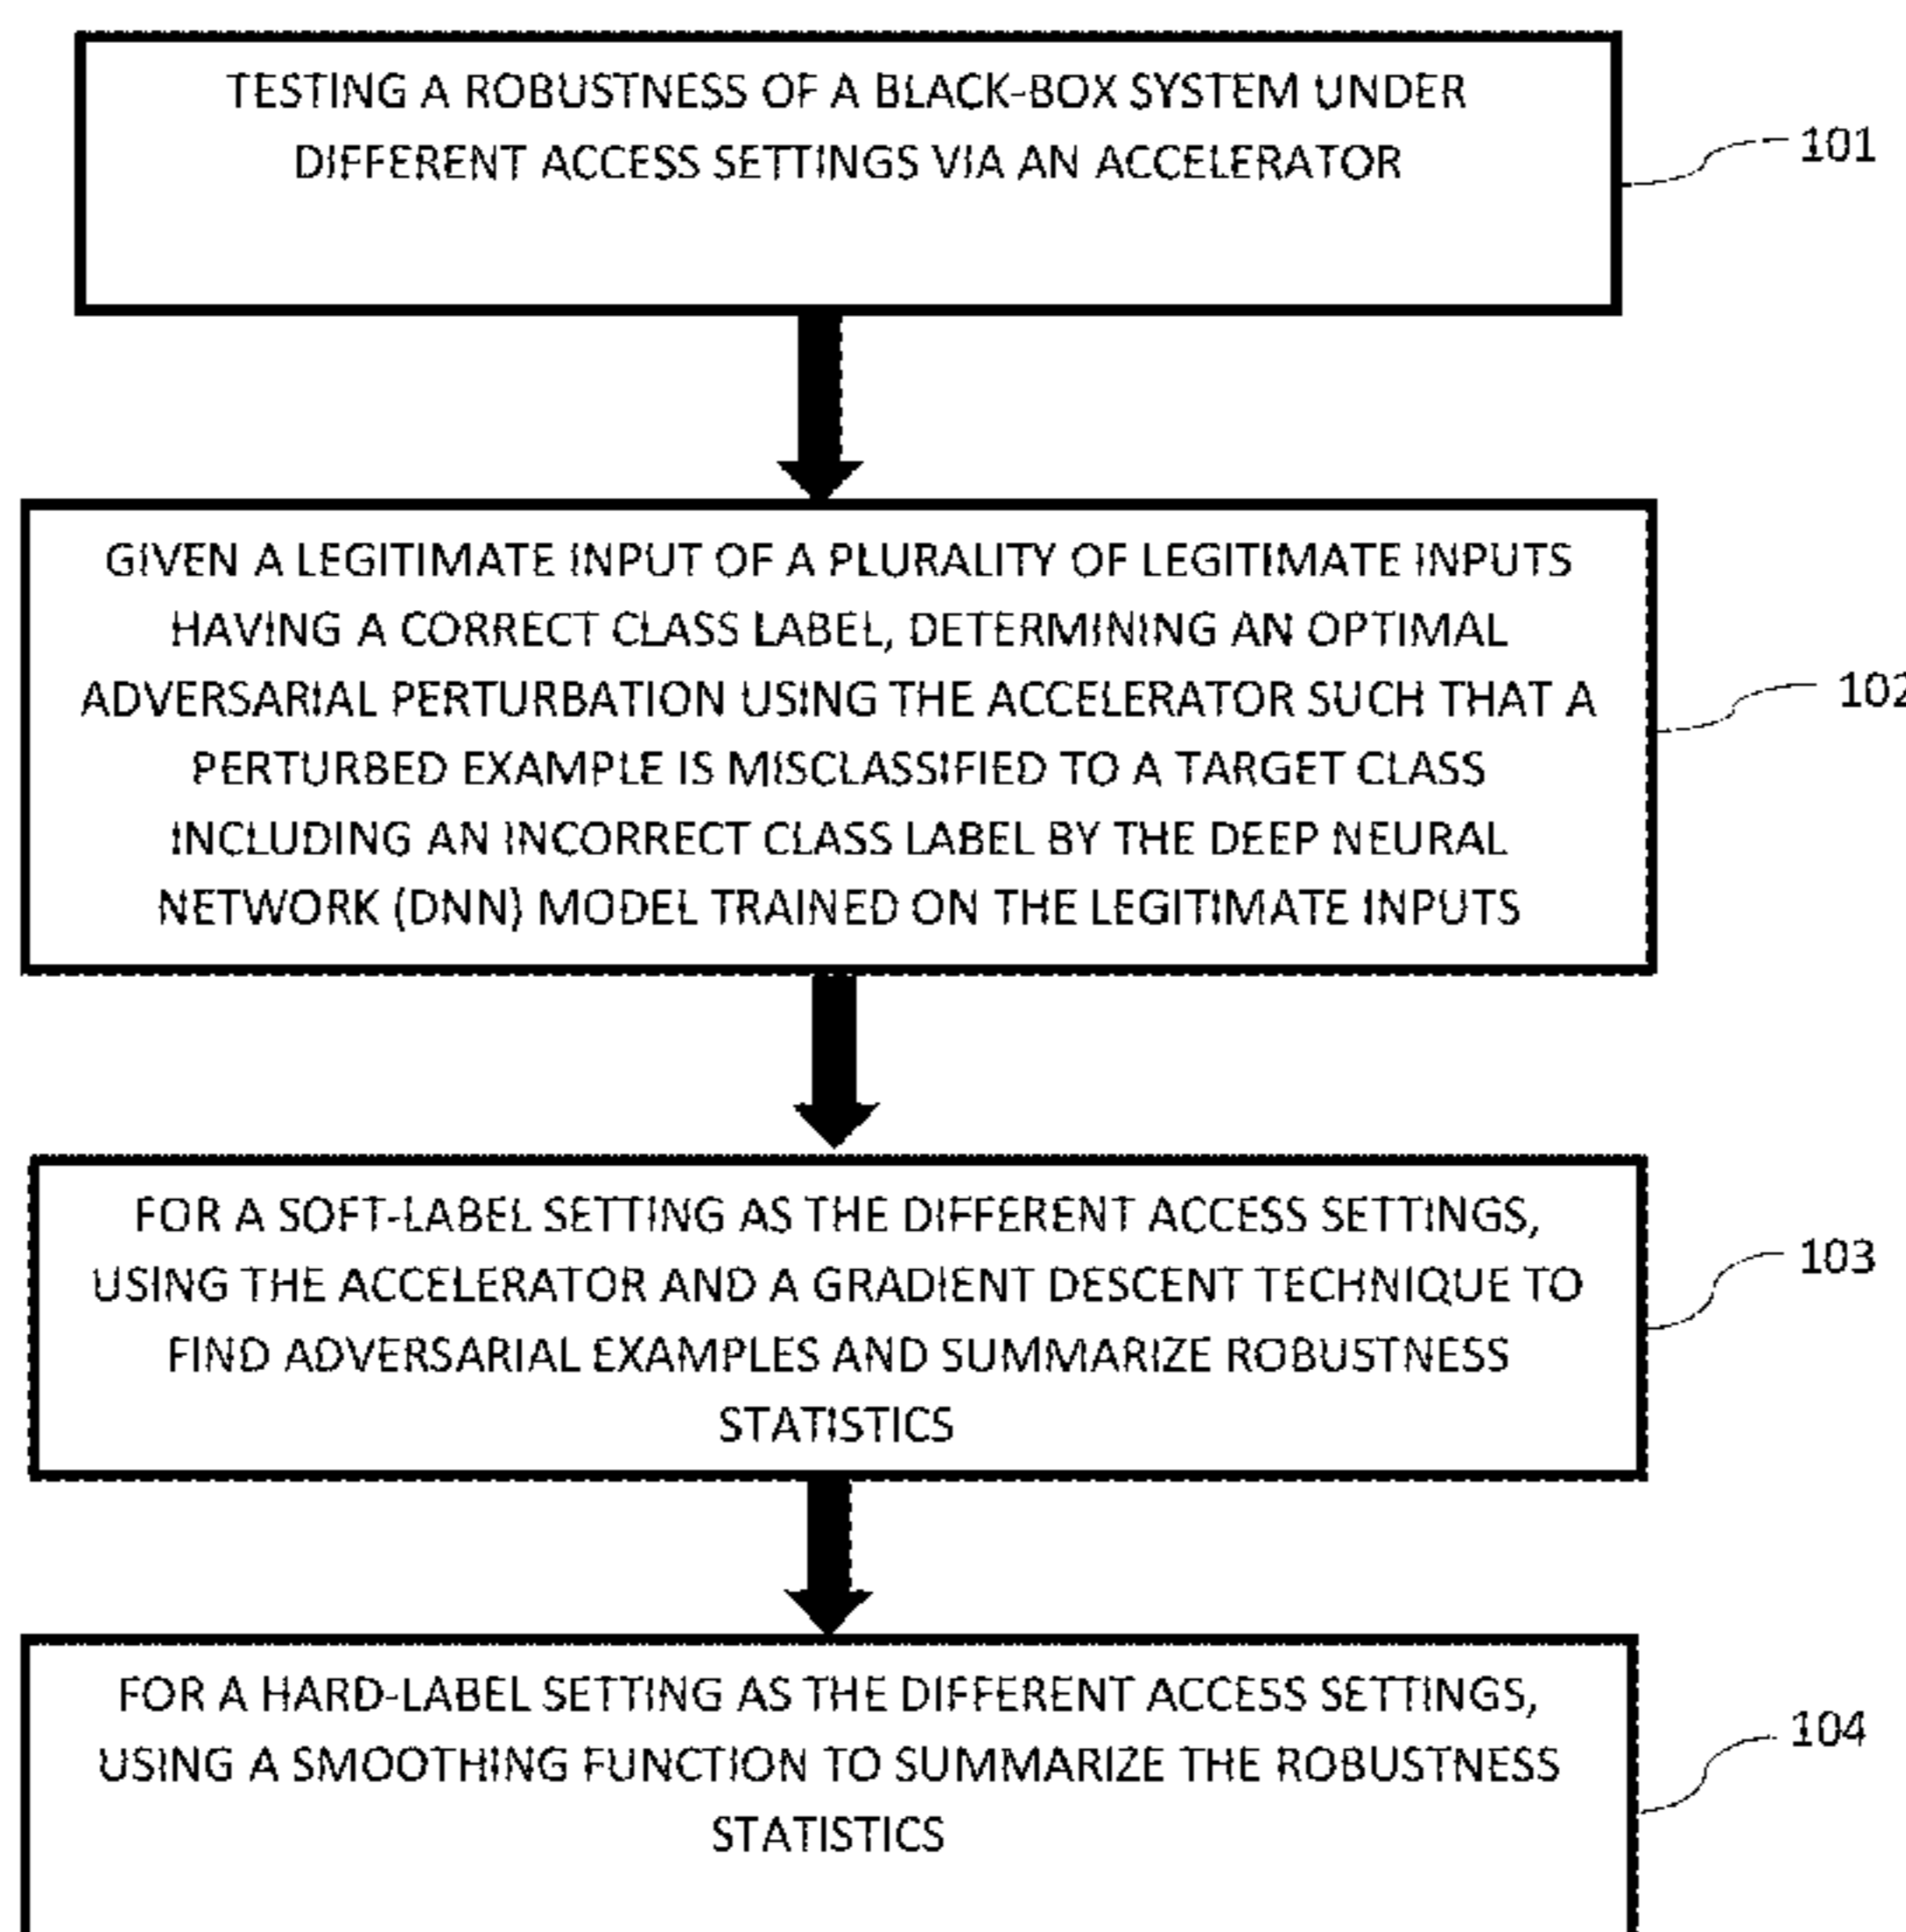 TESTING A ROBUSTNESS OF A BLACK-BOX SYSTEM UNDER
DIFFERENT ACCESS SETTINGS VIA AN ACCELERATOR
101
GIVEN A LEGITIMATE INPUT OF A PLURALITY OF LEGITIMATE INPUTS
HAVING A CORRECT CLASS LABEL, DETERMINING AN OPTIMAL
ADVERSARIAL PERTURBATION USING THE ACCELERATOR SUCH THAT A
PERTURBED EXAMPLE IS MISCLASSIFIED TO A TARGET CLASS
INCLUDING AN INCORRECT CLASS LABEL BY THE DEEP NEURAL
NETWORK (DNN) MODEL TRAINED ON THE LEGITIMATE INPUTS
102
FOR A SOFT-LABEL SETTING AS THE DIFFERENT ACCESS SETTINGS,
USING THE ACCELERATOR AND A GRADIENT DESCENT TECHNIQUE TO
FIND ADVERSARIAL EXAMPLES AND SUMMARIZE ROBUSTNESS
STATISTICS
103
FOR A HARD-LABEL SETTING AS THE DIFFERENT ACCESS SETTINGS,
USING A SMOOTHING FUNCTION TO SUMMARIZE THE ROBUSTNESS
STATISTICS
104